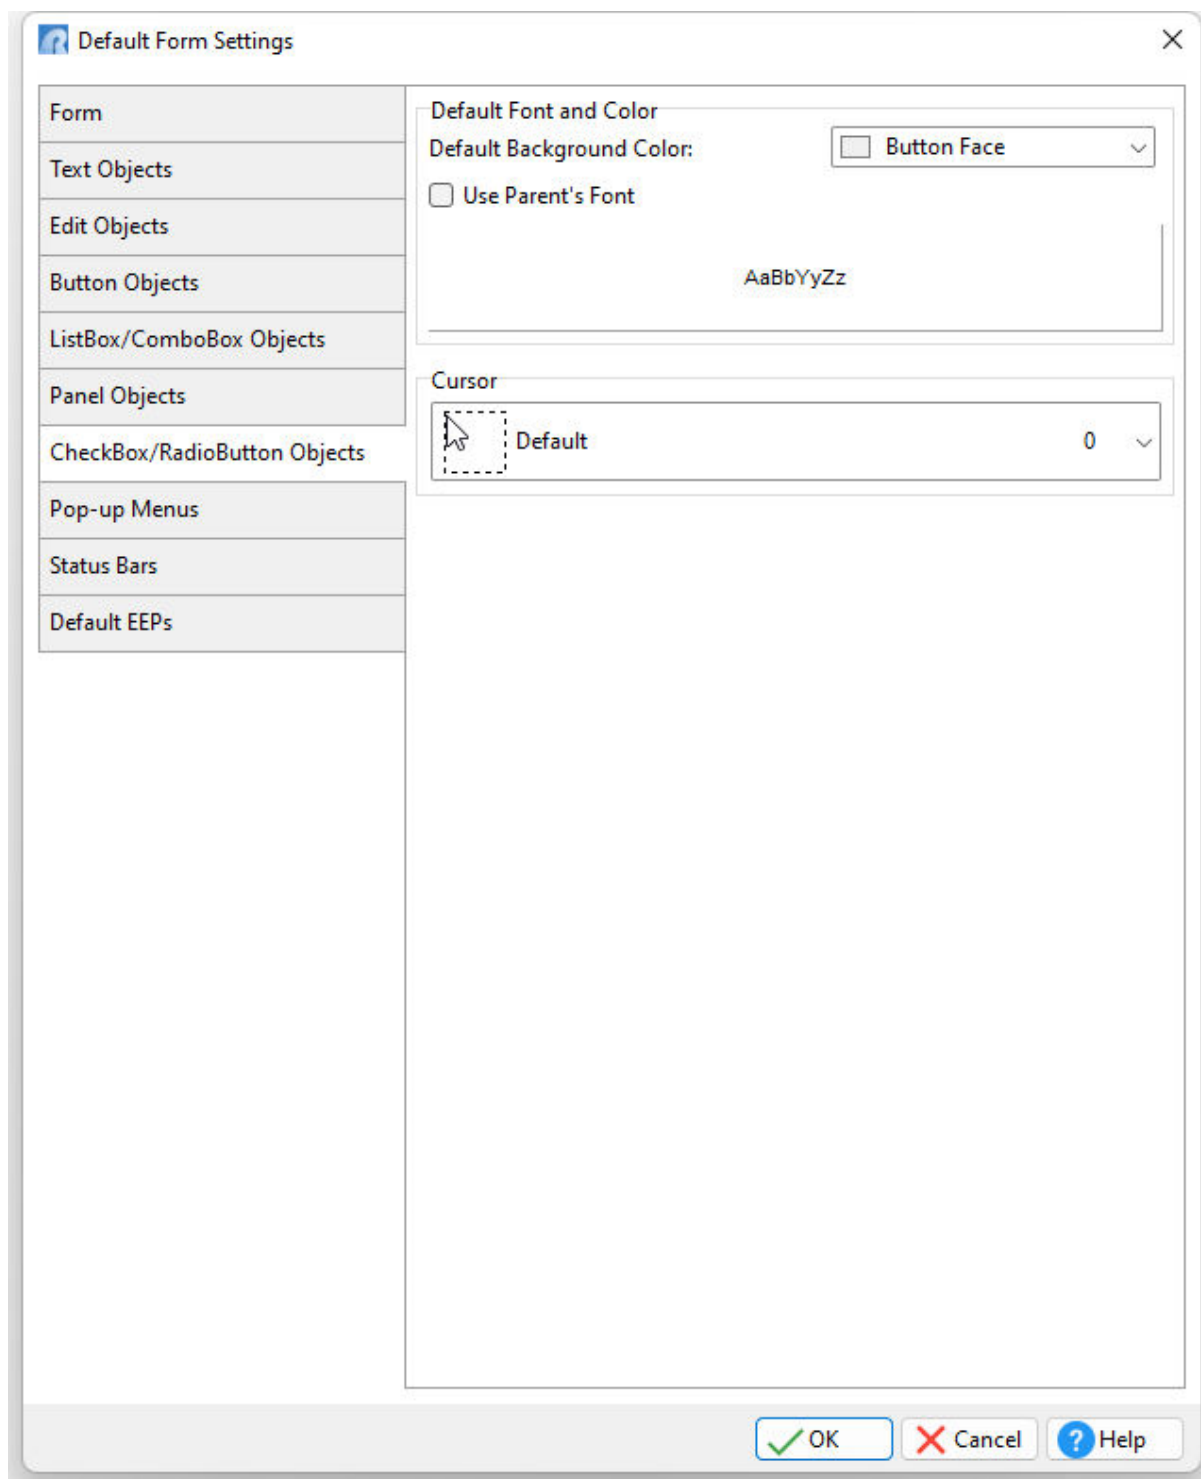 Default Form Settings
Form
Text Objects
Edit Objects
Button Objects
ListBox/ComboBox Objects
Panel Objects
CheckBox/RadioButton Objects
Pop-up Menus
Status Bars
Default EEPs
Default Font and Color
Default Background Color: Button Face
Use Parent's Font
AaBbYyZz
Cursor
Default 0
OK Cancel ? Help